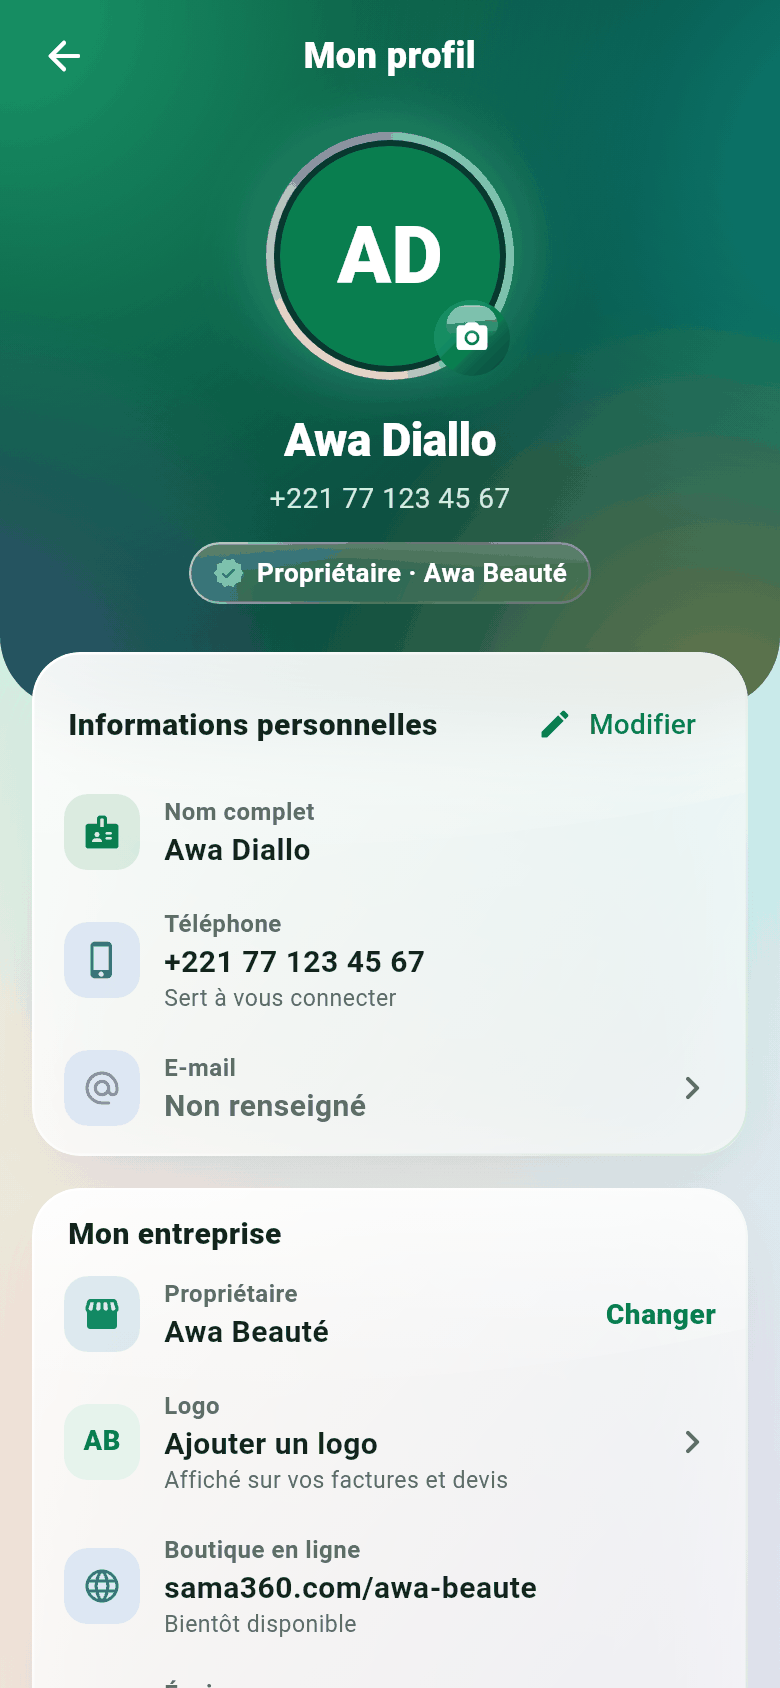 Mon profil
AD
Awa Diallo
+221 77 123 45 67
Propriétaire · Awa Beauté
Informations personnelles
Modifier
Nom complet
Awa Diallo
Téléphone
+221 77 123 45 67
Sert à vous connecter
E-mail
Non renseigné
Mon entreprise
Propriétaire
Awa Beauté
Changer
AB
Logo
Ajouter un logo
Affiché sur vos factures et devis
Boutique en ligne
sama360.com/awa-beaute
Bientôt disponible